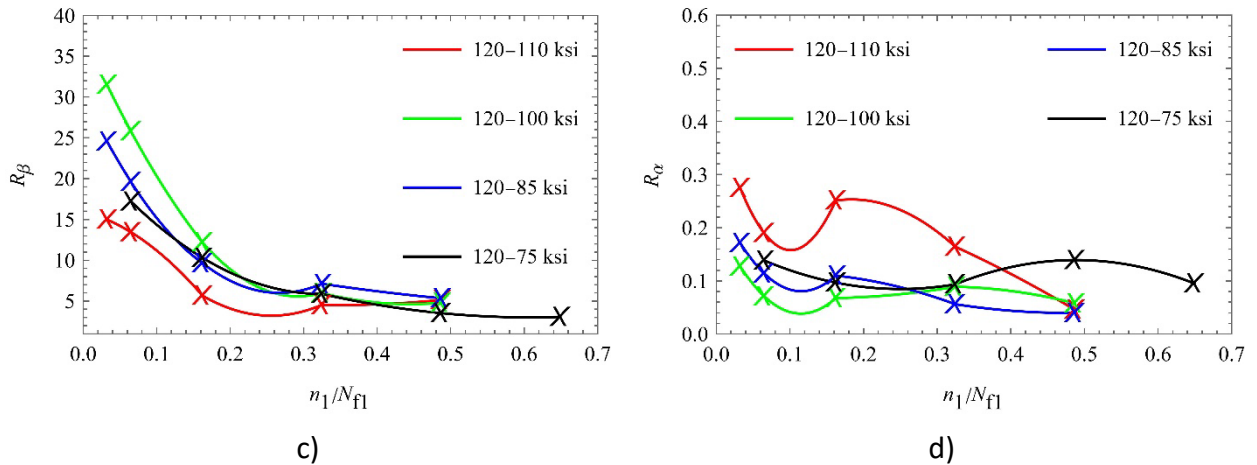 40
35
30
25
20
15
10
5
0.0 0.1 0.2 0.3 0.4 0.5 0.6 0.7
Rβ
n1/Nf1
120–110 ksi
120–100 ksi
120–85 ksi
120–75 ksi
c)
0.6
0.5
0.4
0.3
0.2
0.1
0.0
0.0 0.1 0.2 0.3 0.4 0.5 0.6 0.7
Rα
n1/Nf1
120–110 ksi 120–85 ksi
120–100 ksi 120–75 ksi
d)